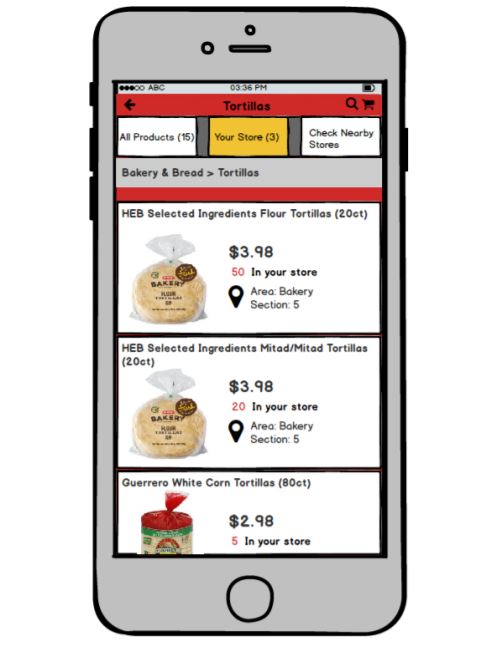 ABC 03:36 PM
Tortillas
All Products (15)
Your Store (3)
Check Nearby
Stores
Bakery & Bread > Tortillas
HEB Selected Ingredients Flour Tortillas (20ct)
BAKERY
FLOUR
TORTILLAS
$3.98
50 In your store
Area: Bakery
Section: 5
HEB Selected Ingredients Mitad/Mitad Tortillas
(20ct)
BAKERY
FLOUR
TORTILLAS
$3.98
20 In your store
Area: Bakery
Section: 5
Guerrero White Corn Tortillas (80ct)
$2.98
5 In your store